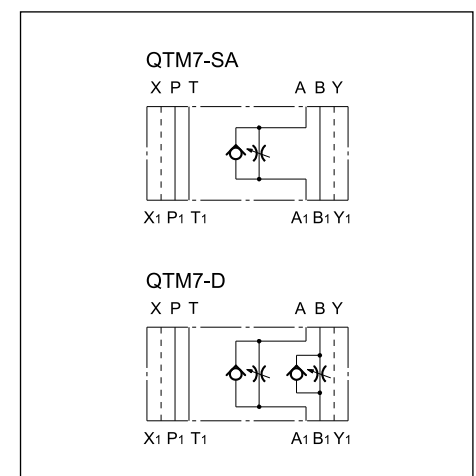 QTM7-SA
X P T A B Y
X1 P1 T1 A1 B1 Y1
QTM7-D
X P T A B Y
X1 P1 T1 A1 B1 Y1